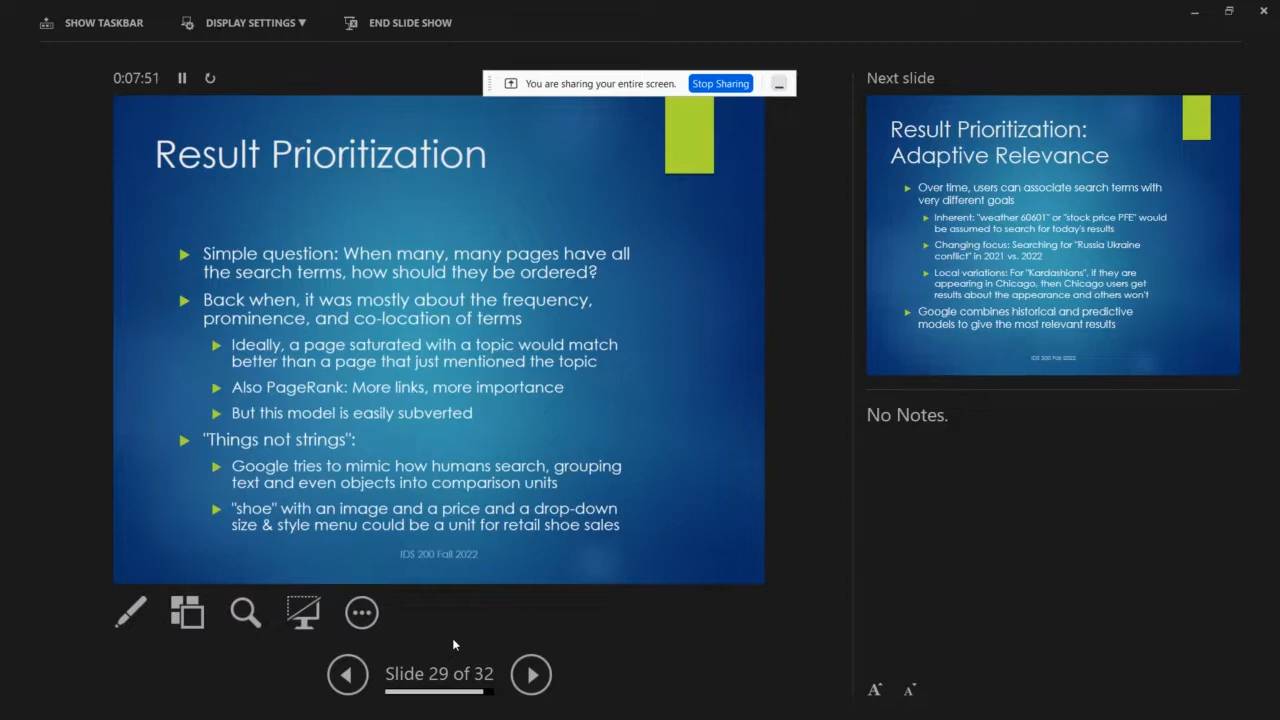 SHOW TASKBAR
DISPLAY SETTINGS ▼
END SLIDE SHOW
0:07:51
You are sharing your entire screen.
Stop Sharing
Result Prioritization
Simple question: When many, many pages have all
the search terms, how should they be ordered?
Back when, it was mostly about the frequency,
prominence, and co-location of terms
Ideally, a page saturated with a topic would match
better than a page that just mentioned the topic
Also PageRank: More links, more importance
But this model is easily subverted
"Things not strings":
Google tries to mimic how humans search, grouping
text and even objects into comparison units
"shoe" with an image and a price and a drop-down
size & style menu could be a unit for retail shoe sales
IDS 200 Fall 2022
Slide 29 of 32
Next slide
Result Prioritization:
Adaptive Relevance
Over time, users can associate search terms with
very different goals
Inherent: "weather 60601" or "stock price PFE" would
be assumed to search for today's results
Changing focus: Searching for "Russia Ukraine
conflict" in 2021 vs. 2022
Local variations: For "Kardashians", if they are
appearing in Chicago, then Chicago users get
results about the appearance and others won't
Google combines historical and predictive
models to give the most relevant results
IDS 200 Fall 2022
No Notes.
A A